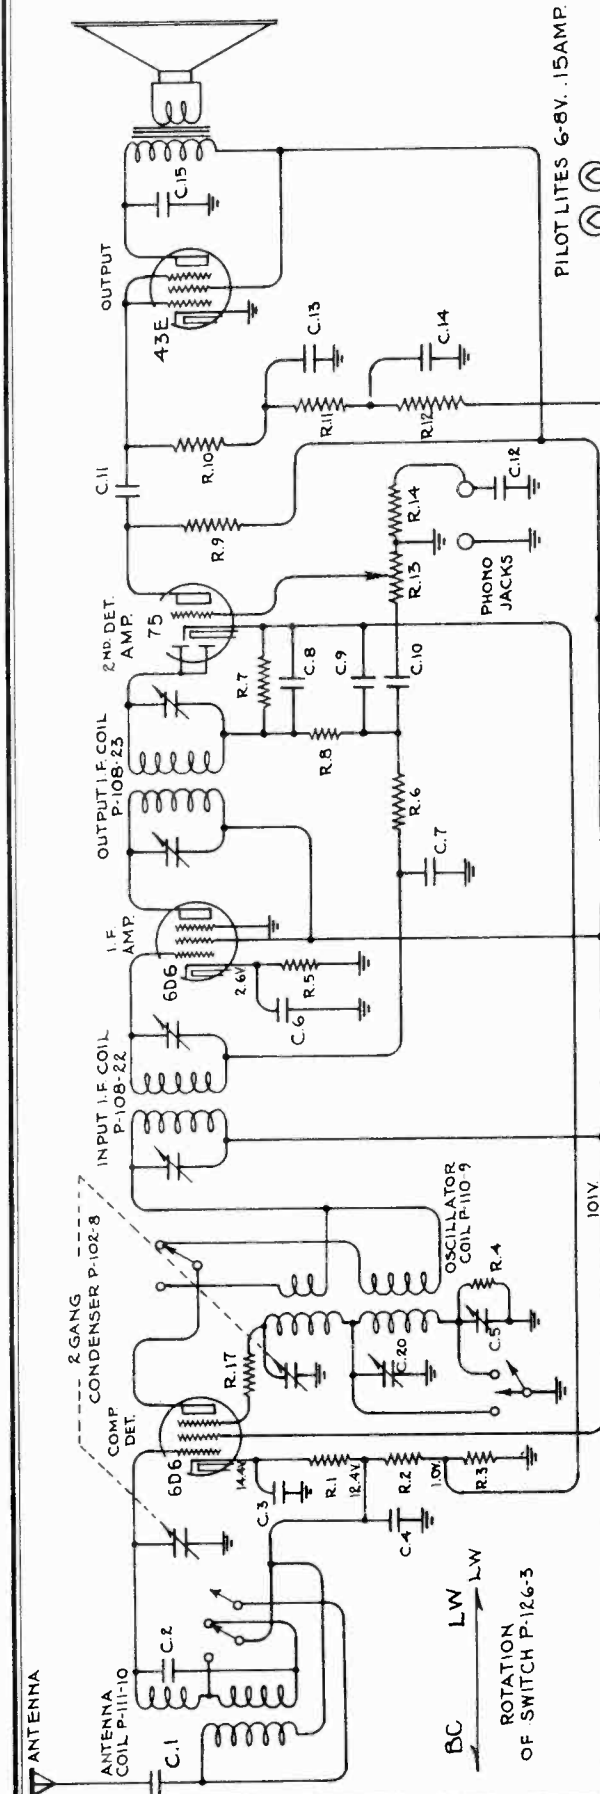 ANTENNA
C.1
ANTENNA
COIL P-111-10
C.2
BC
LW
LW
ROTATION
OF SWITCH P-126-3
2 GANG
CONDENSER P-102-8
COMP.
DET.
6D6
14.4V.
C.3
R.1
12.4V.
C.4
R.2
1.0V.
R.3
R.17
C.20
C.5
R.4
OSCILLATOR
COIL P-110-9
101V.
INPUT I.F. COIL
P-108-22
I.F.
AMP.
6D6
2.6V.
C.6
R.5
OUTPUT I.F. COIL
P-108-23
C.7
R.6
2ND. DET.
AMP.
75
R.7
C.8
R.8
C.9
C.10
R.13
R.14
PHONO
JACKS
C.12
R.9
C.11
R.10
R.11
C.13
R.12
C.14
OUTPUT
43E
C.15
PILOT LITES 6-8V. .15AMP.